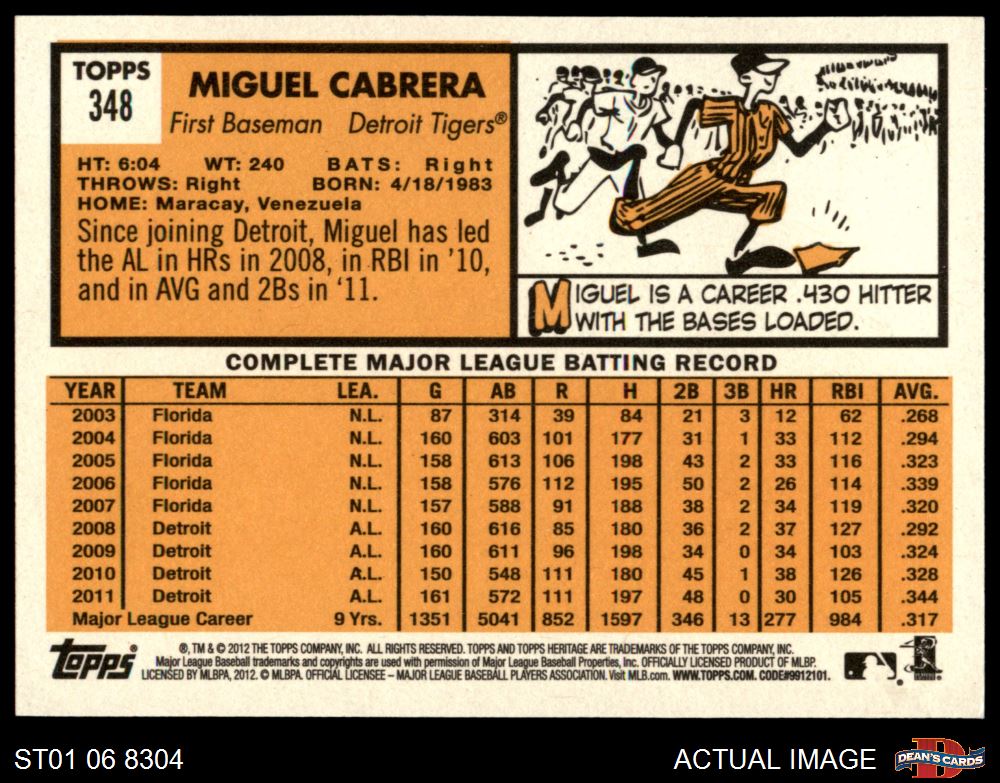 TOPPS
348
MIGUEL CABRERA
First Baseman Detroit Tigers®
HT: 6:04 WT: 240 BATS: Right
THROWS: Right BORN: 4/18/1983
HOME: Maracay, Venezuela
Since joining Detroit, Miguel has led
the AL in HRs in 2008, in RBI in '10,
and in AVG and 2Bs in '11.
MIGUEL IS A CAREER .430 HITTER
WITH THE BASES LOADED.
COMPLETE MAJOR LEAGUE BATTING RECORD
YEAR TEAM LEA. G AB R H 2B 3B HR RBI AVG.
2003 Florida N.L. 87 314 39 84 21 3 12 62 .268
2004 Florida N.L. 160 603 101 177 31 1 33 112 .294
2005 Florida N.L. 158 613 106 198 43 2 33 116 .323
2006 Florida N.L. 158 576 112 195 50 2 26 114 .339
2007 Florida N.L. 157 588 91 188 38 2 34 119 .320
2008 Detroit A.L. 160 616 85 180 36 2 37 127 .292
2009 Detroit A.L. 160 611 96 198 34 0 34 103 .324
2010 Detroit A.L. 150 548 111 180 45 1 38 126 .328
2011 Detroit A.L. 161 572 111 197 48 0 30 105 .344
Major League Career 9 Yrs. 1351 5041 852 1597 346 13 277 984 .317
topps®
®, TM & © 2012 THE TOPPS COMPANY, INC. ALL RIGHTS RESERVED. TOPPS AND TOPPS HERITAGE ARE TRADEMARKS OF THE TOPPS COMPANY, INC.
Major League Baseball trademarks and copyrights are used with permission of Major League Baseball Properties, Inc. OFFICIALLY LICENSED PRODUCT OF MLBP.
LICENSED BY MLBPA, 2012. © MLBPA. OFFICIAL LICENSEE – MAJOR LEAGUE BASEBALL PLAYERS ASSOCIATION. Visit MLB.com. WWW.TOPPS.COM. CODE#9912101.
ST01 06 8304
ACTUAL IMAGE
DEAN'S CARDS